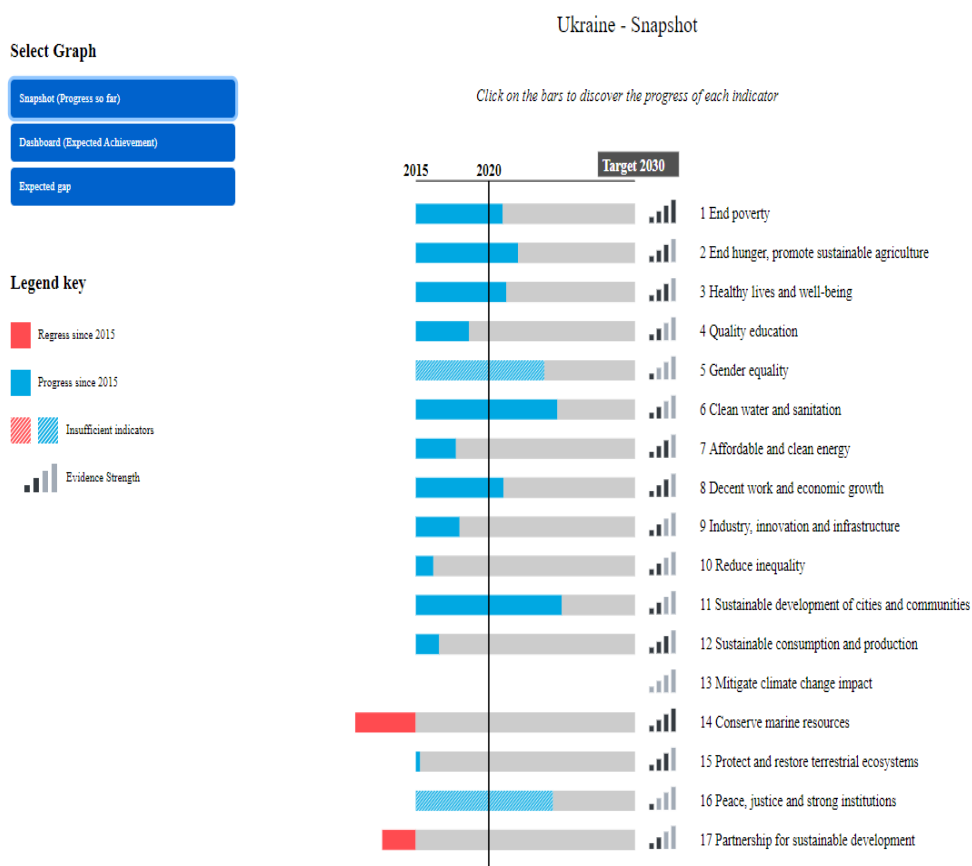 Ukraine - Snapshot
Select Graph
Snapshot (Progress so far)
Dashboard (Expected Achievement)
Expected gap
Click on the bars to discover the progress of each indicator
Legend key
Regress since 2015
Progress since 2015
Insufficient indicators
Evidence Strength
2015
2020
Target 2030
1 End poverty
2 End hunger, promote sustainable agriculture
3 Healthy lives and well-being
4 Quality education
5 Gender equality
6 Clean water and sanitation
7 Affordable and clean energy
8 Decent work and economic growth
9 Industry, innovation and infrastructure
10 Reduce inequality
11 Sustainable development of cities and communities
12 Sustainable consumption and production
13 Mitigate climate change impact
14 Conserve marine resources
15 Protect and restore terrestrial ecosystems
16 Peace, justice and strong institutions
17 Partnership for sustainable development